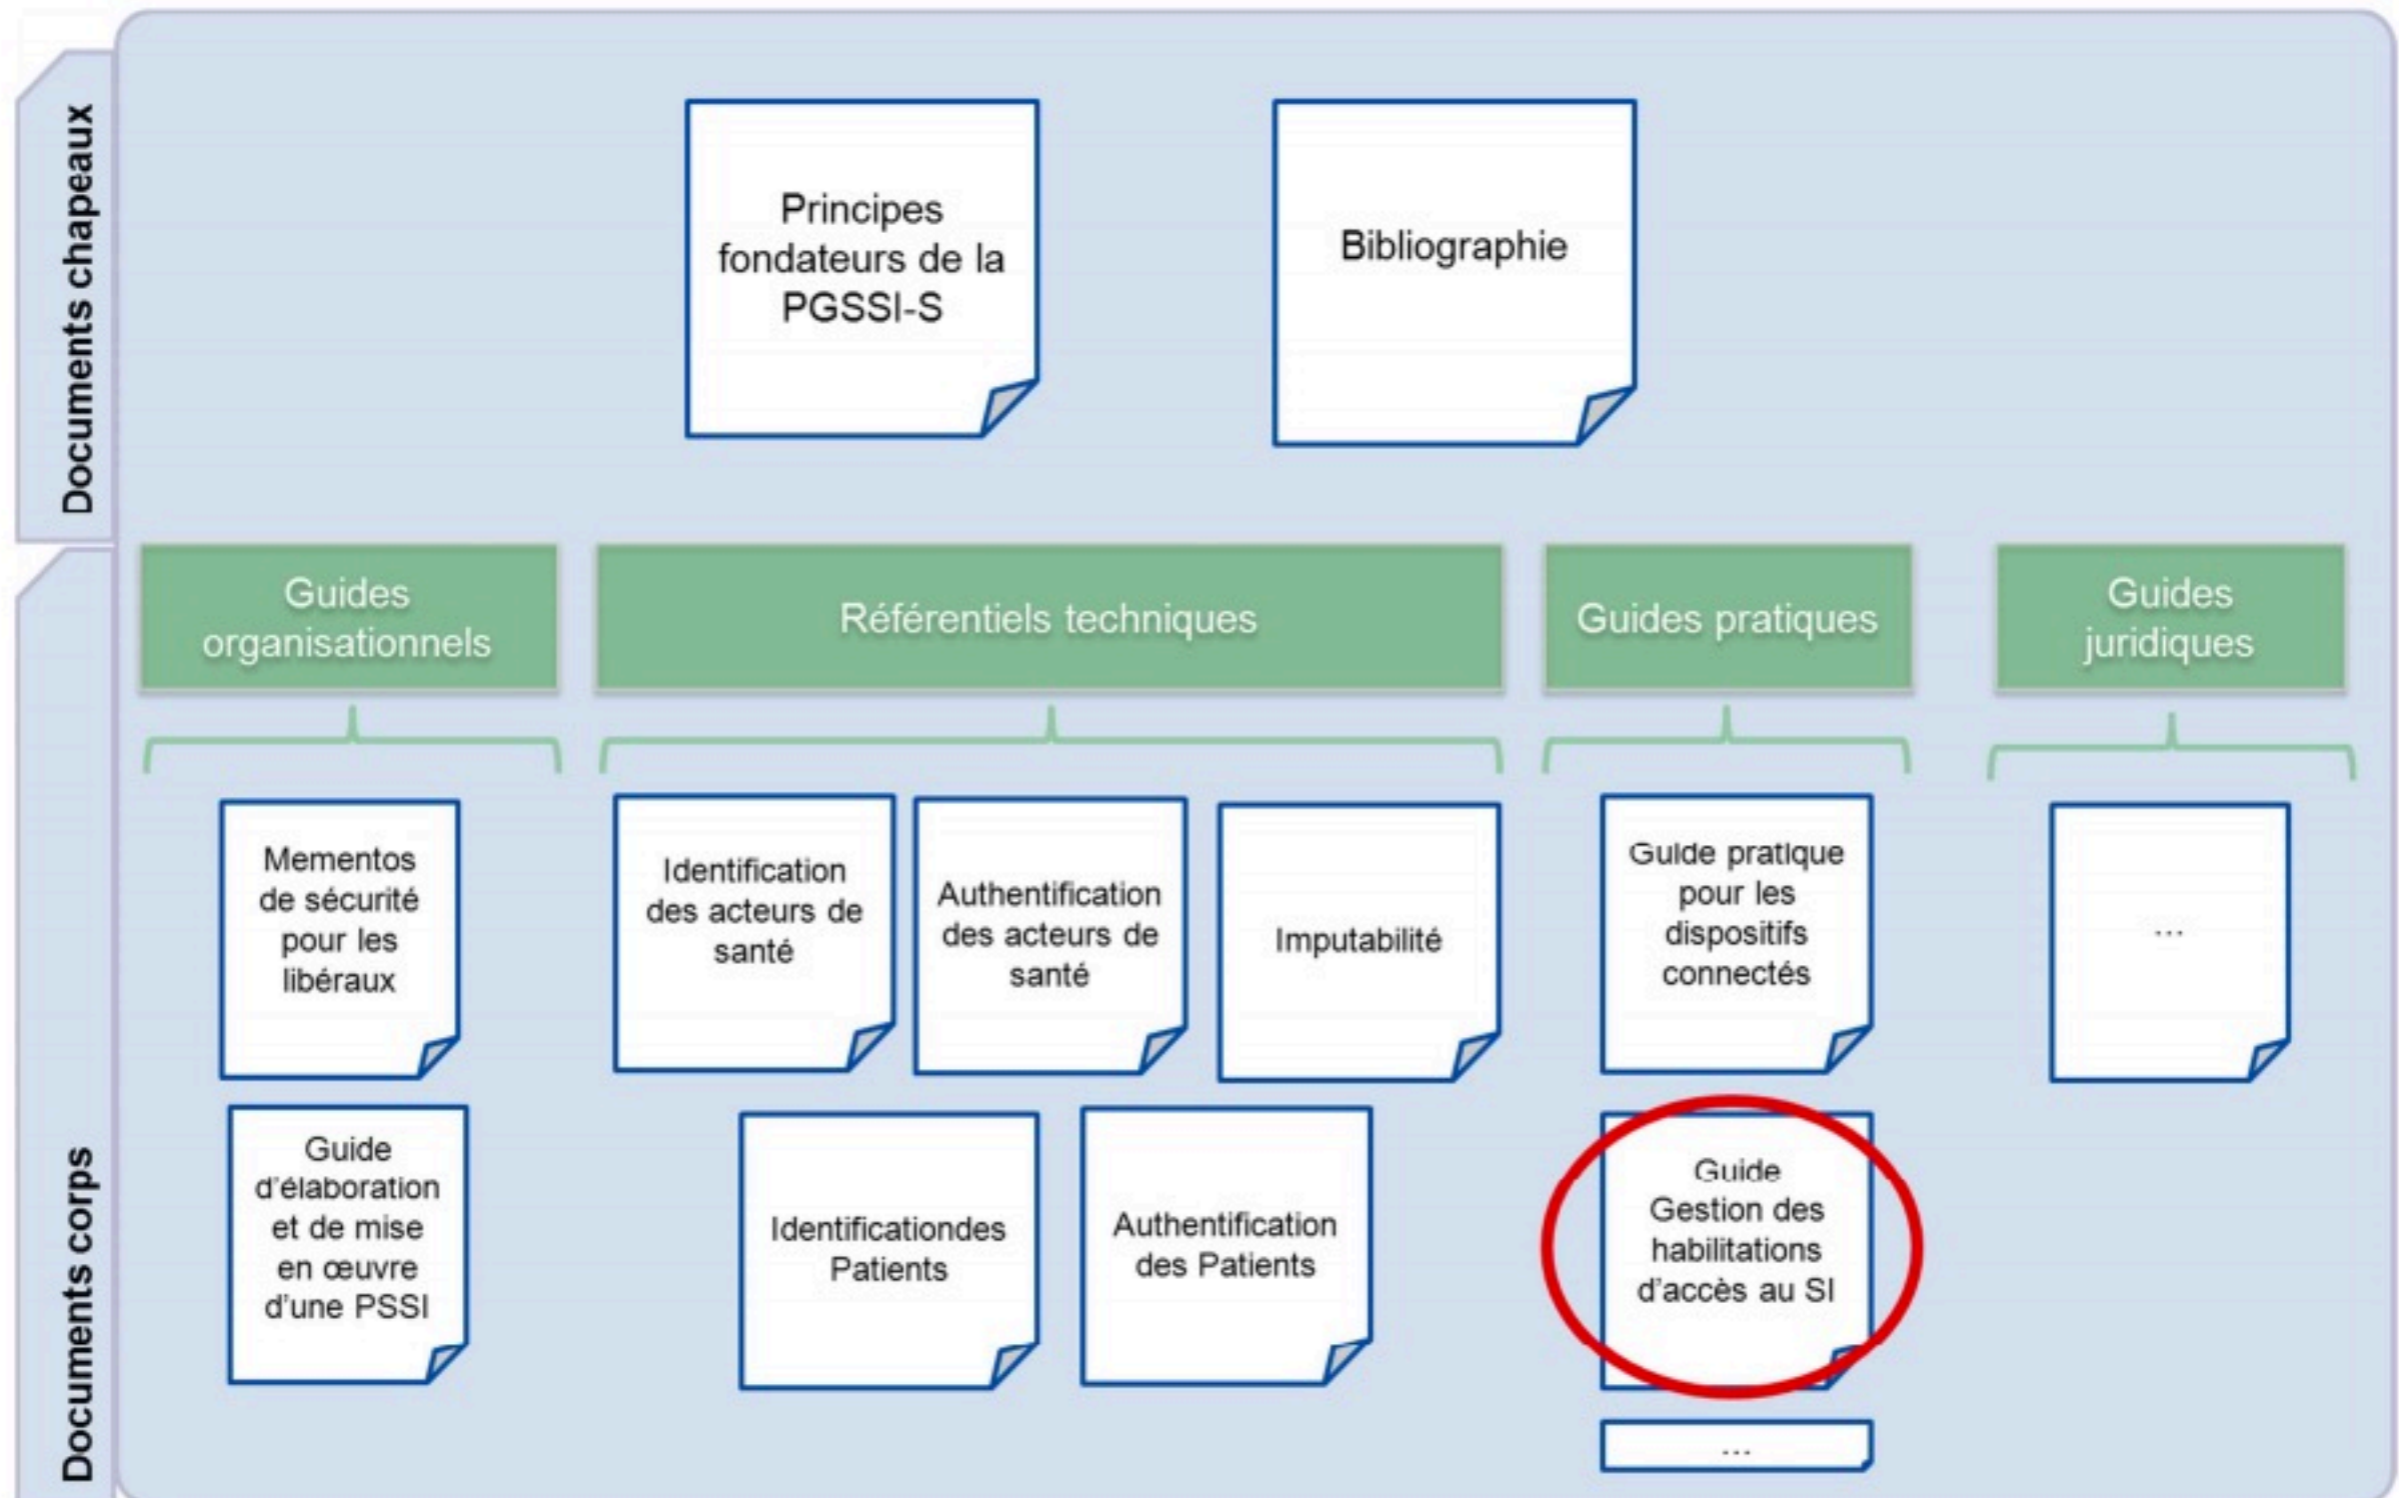 Documents chapeaux
Principes
fondateurs de la
PGSSI-S
Bibliographie
Documents corps
Guides
organisationnels
Référentiels techniques
Guides pratiques
Guides
juridiques
Mementos
de sécurité
pour les
libéraux
Identification
des acteurs de
santé
Authentification
des acteurs de
santé
Imputabilité
Guide pratique
pour les
dispositifs
connectés
...
Guide
d'élaboration
et de mise
en œuvre
d'une PSSI
Identificationdes
Patients
Authentification
des Patients
Guide
Gestion des
habilitations
d'accès au SI
...